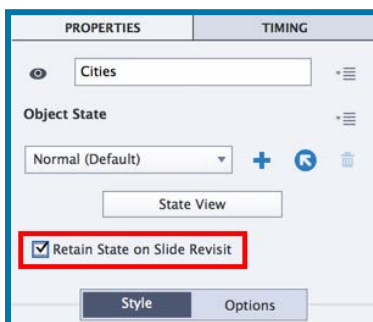 PROPERTIES TIMING
Cities
Object State
Normal (Default)
State View
Retain State on Slide Revisit
Style Options